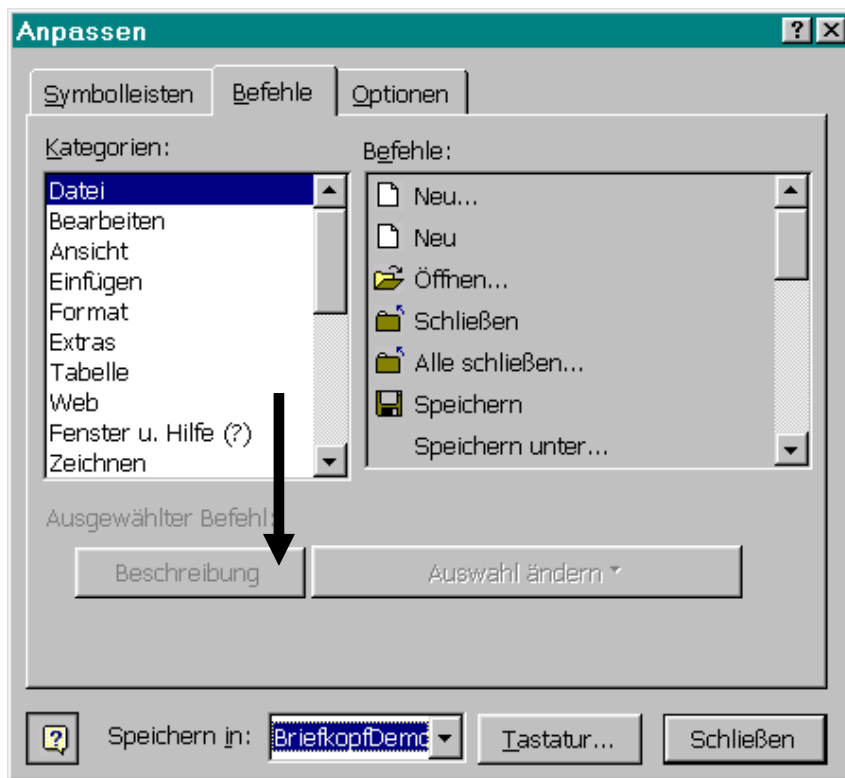 Anpassen
Symbolleisten Befehle Optionen
Kategorien:
Datei
Bearbeiten
Ansicht
Einfügen
Format
Extras
Tabelle
Web
Fenster u. Hilfe (?)
Zeichnen
Befehle:
Neu...
Neu
Öffnen...
Schließen
Alle schließen...
Speichern
Speichern unter...
Ausgewählter Befehl:
Beschreibung Auswahl ändern
Speichern in: BriefkopfDemo Tastatur... Schließen